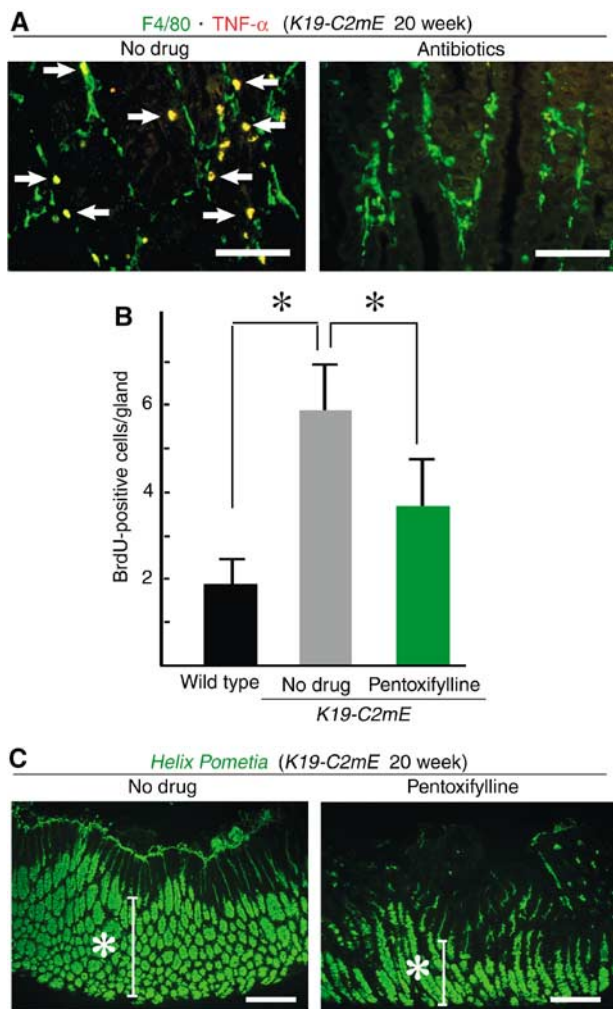 A
F4/80 · TNF-α (K19-C2mE 20 week)
No drug Antibiotics
B
*
*
BrdU-positive cells/gland
6
4
2
Wild type No drug Pentoxifylline
K19-C2mE
C
Helix Pometia (K19-C2mE 20 week)
No drug Pentoxifylline
*
*